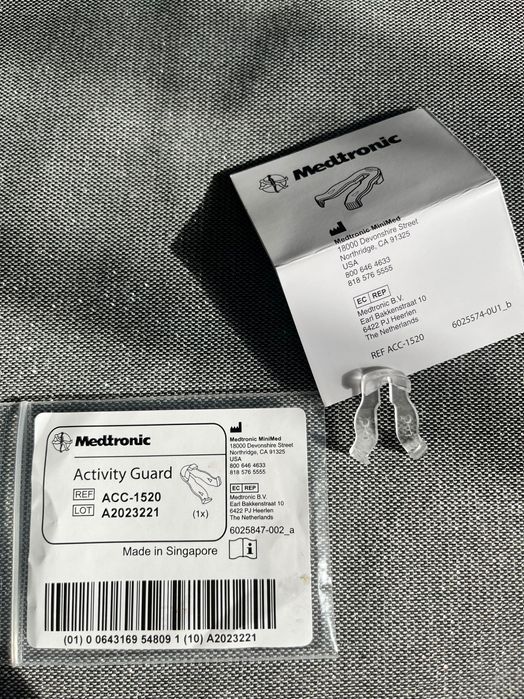 Medtronic
Medtronic MiniMed
18000 Devonshire Street
Northridge, CA 91325
USA
800 646 4633
818 576 5555
EC REP
Medtronic B.V.
Earl Bakkenstraat 10
6422 PJ Heerlen
The Netherlands
REF ACC-1520
6025574-0U1_b
Medtronic
Activity Guard
REF ACC-1520
LOT A2023221
(1x)
Made in Singapore
Medtronic MiniMed
18000 Devonshire Street
Northridge, CA 91325
USA
800 646 4633
818 576 5555
EC REP
Medtronic B.V.
Earl Bakkenstraat 10
6422 PJ Heerlen
The Netherlands
6025847-002_a
(01) 0 0643169 54809 1 (10) A2023221